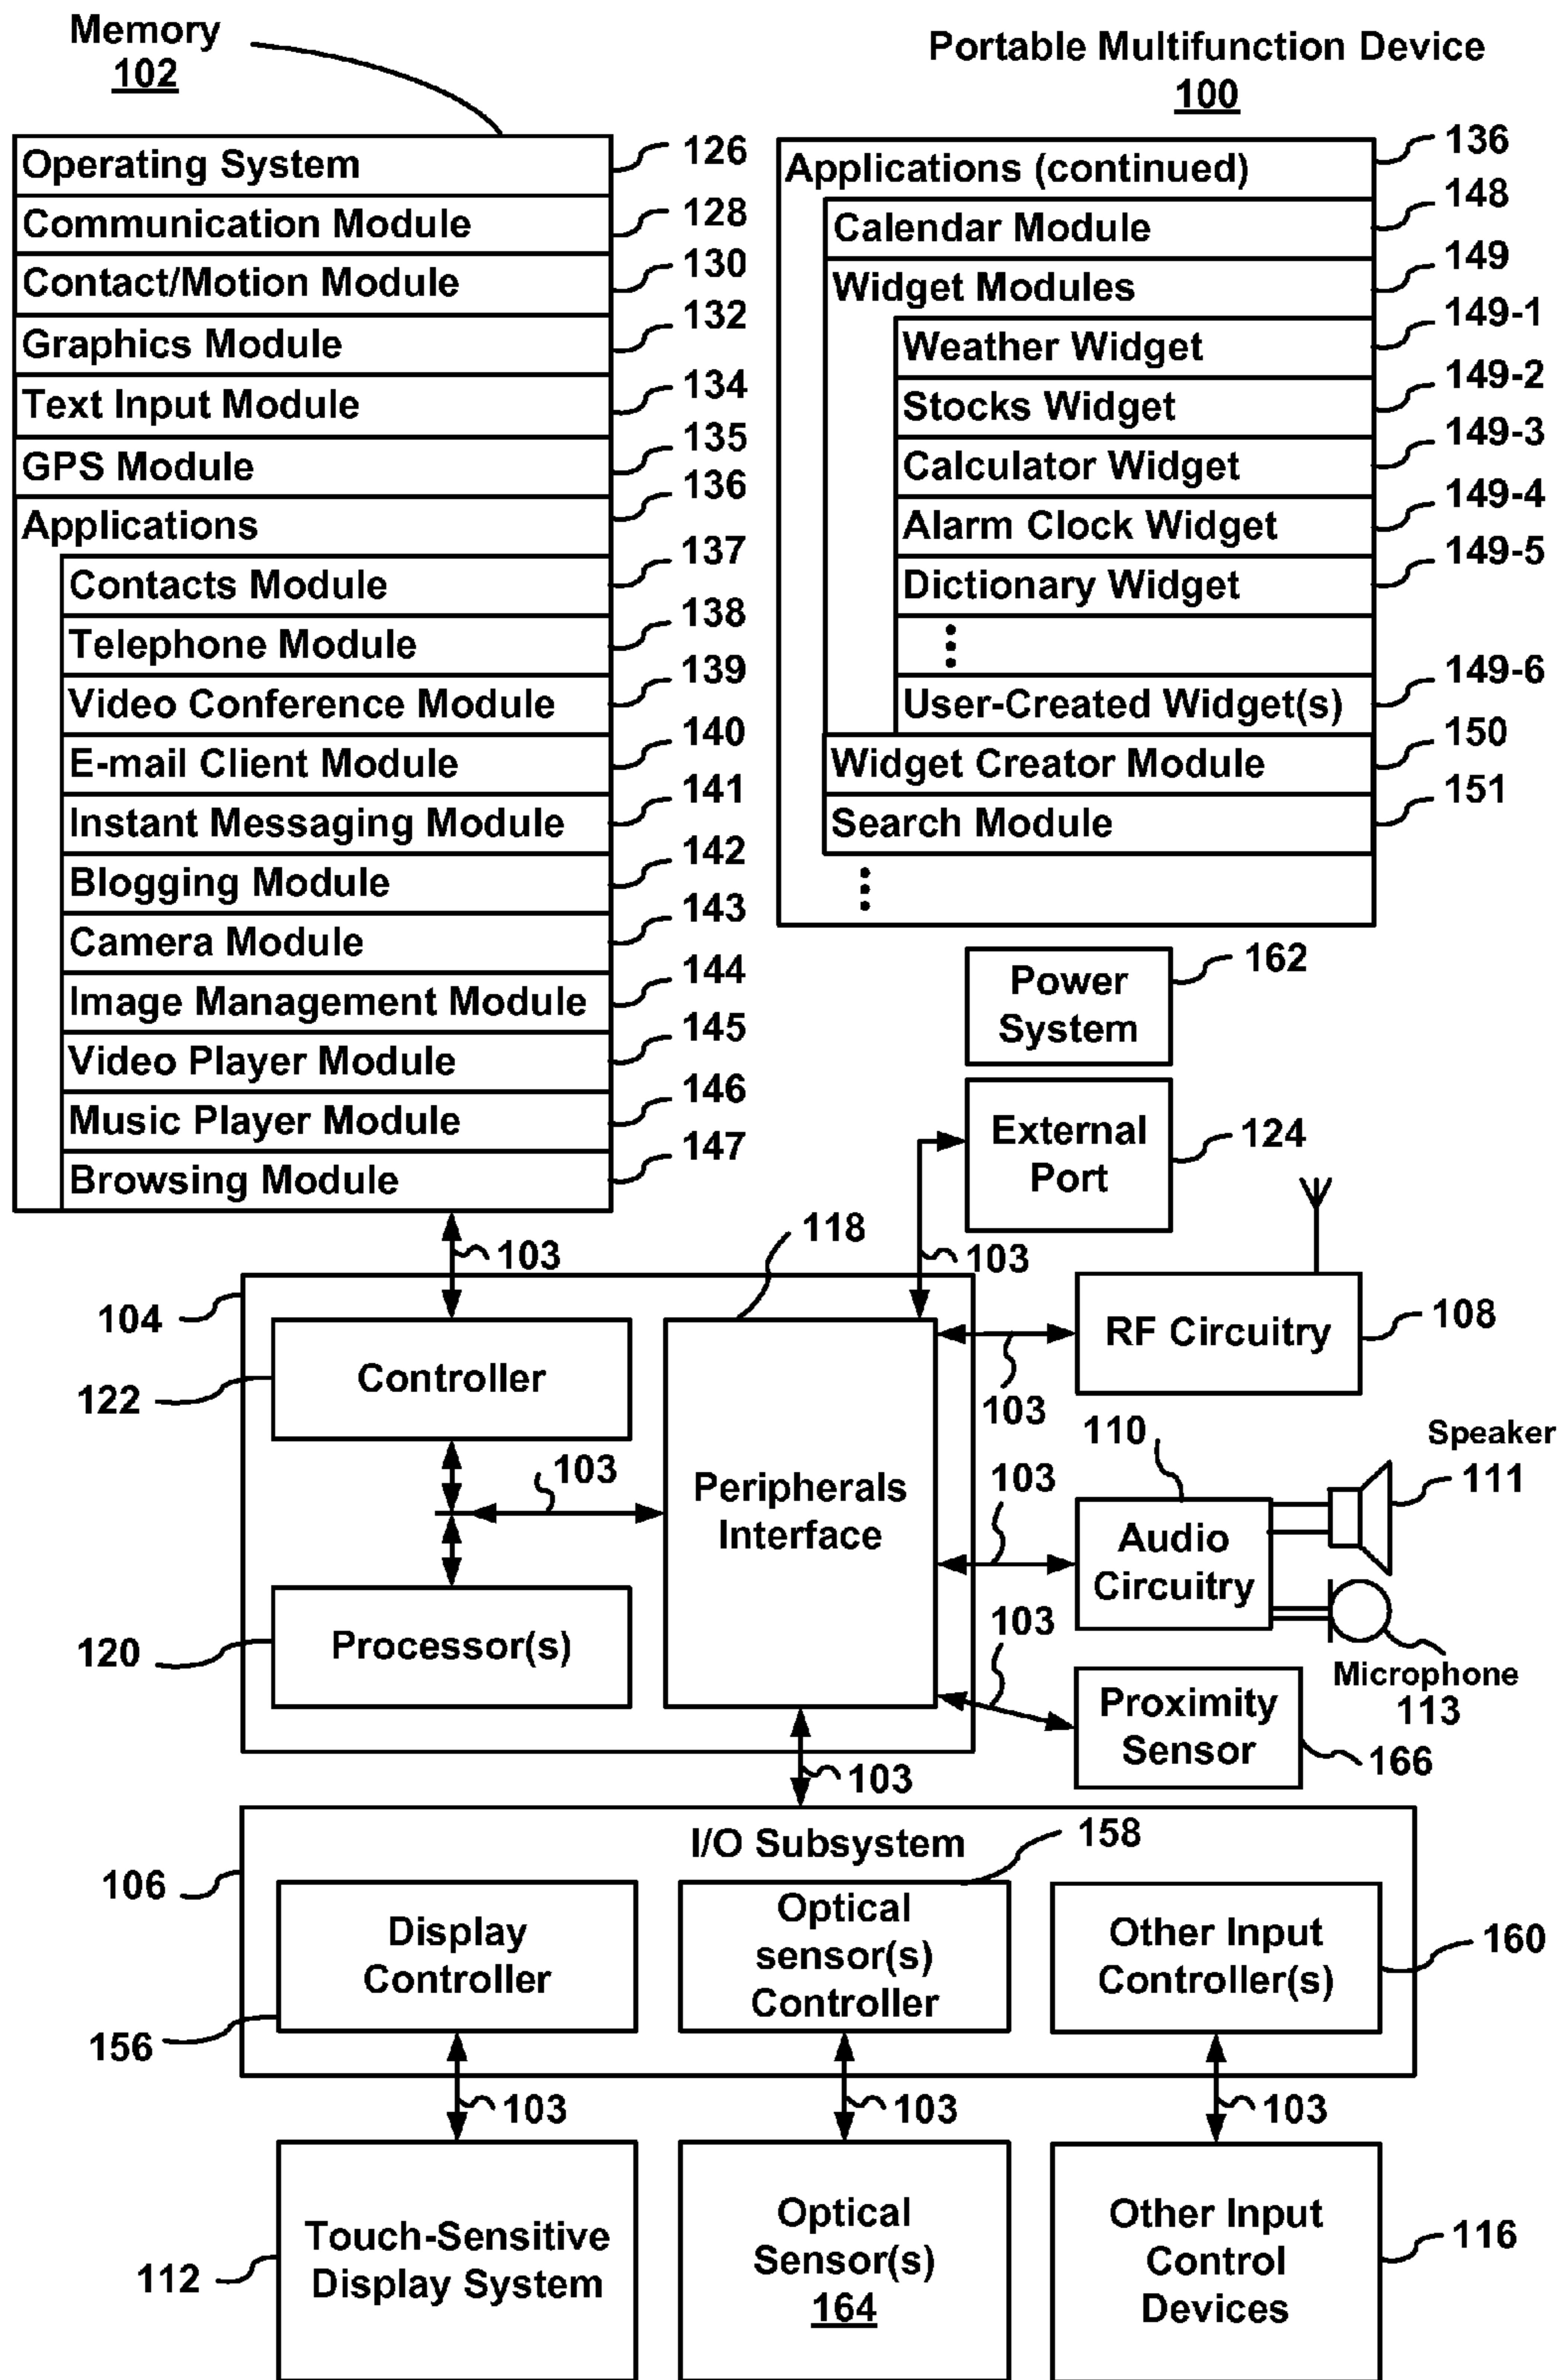 Memory
102
Portable Multifunction Device
100
Operating System
126
Communication Module
128
Contact/Motion Module
130
Graphics Module
132
Text Input Module
134
GPS Module
135
Applications
136
Contacts Module
137
Telephone Module
138
Video Conference Module
139
E-mail Client Module
140
Instant Messaging Module
141
Blogging Module
142
Camera Module
143
Image Management Module
144
Video Player Module
145
Music Player Module
146
Browsing Module
147
Applications (continued)
136
Calendar Module
148
Widget Modules
149
Weather Widget
149-1
Stocks Widget
149-2
Calculator Widget
149-3
Alarm Clock Widget
149-4
Dictionary Widget
149-5
User-Created Widget(s)
149-6
Widget Creator Module
150
Search Module
151
Power
System
162
External
Port
124
103
118
103
104
Controller
122
103
Processor(s)
120
Peripherals
Interface
RF Circuitry
108
103
110
Speaker
111
103
Audio
Circuitry
103
Microphone
113
Proximity
Sensor
166
103
I/O Subsystem
158
106
Display
Controller
156
Optical
sensor(s)
Controller
Other Input
Controller(s)
160
103
103
103
Touch-Sensitive
Display System
112
Optical
Sensor(s)
164
Other Input
Control
Devices
116